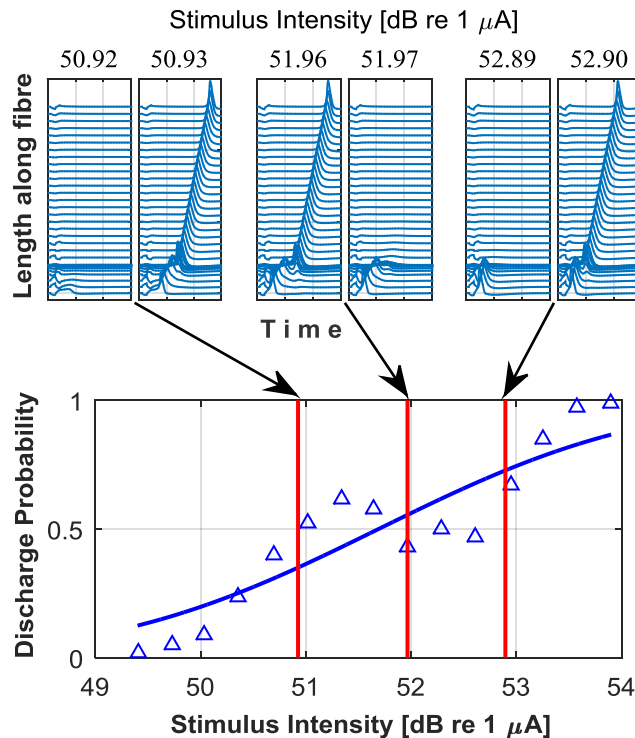 Stimulus Intensity [dB re 1 μA]
50.92 50.93 51.96 51.97 52.89 52.90
Length along fibre
Time
Discharge Probability
1
0.5
0
49 50 51 52 53 54
Stimulus Intensity [dB re 1 μA]